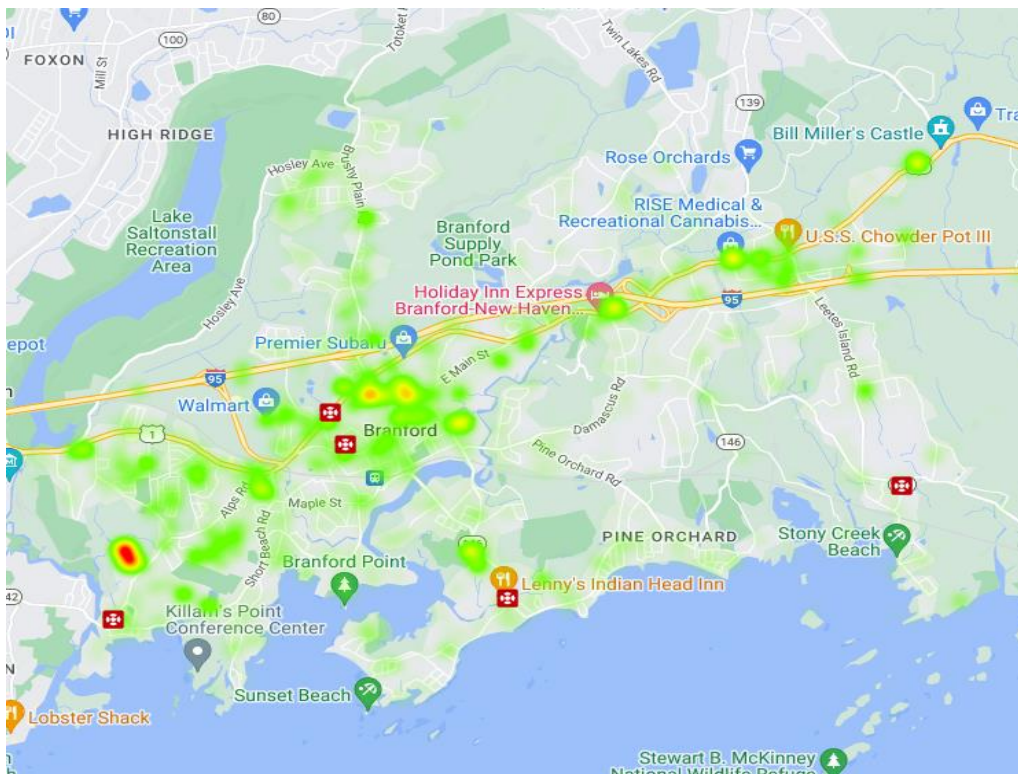 80
100
FOXON
Mill St
Totoket
Twin Lakes Rd
139
Bill Miller's Castle
Tra
HIGH RIDGE
Hosley Ave
Brushy Plain
Rose Orchards
RISE Medical &
Recreational Cannabis...
U.S.S. Chowder Pot III
Lake
Saltonstall
Recreation
Area
Branford
Supply
Pond Park
Hosley Ave
Holiday Inn Express
Branford-New Haven...
95
Leetes Island Rd
epot
Premier Subaru
E Main St
95
Walmart
Damascus Rd
1
Branford
146
Pine Orchard Rd
Alps Rd
Maple St
Short Beach Rd
PINE ORCHARD
Stony Creek
Beach
Branford Point
Lenny's Indian Head Inn
42
Killam's Point
Conference Center
N
Sunset Beach
Lobster Shack
Stewart B. McKinney
National Wildlife Refuge